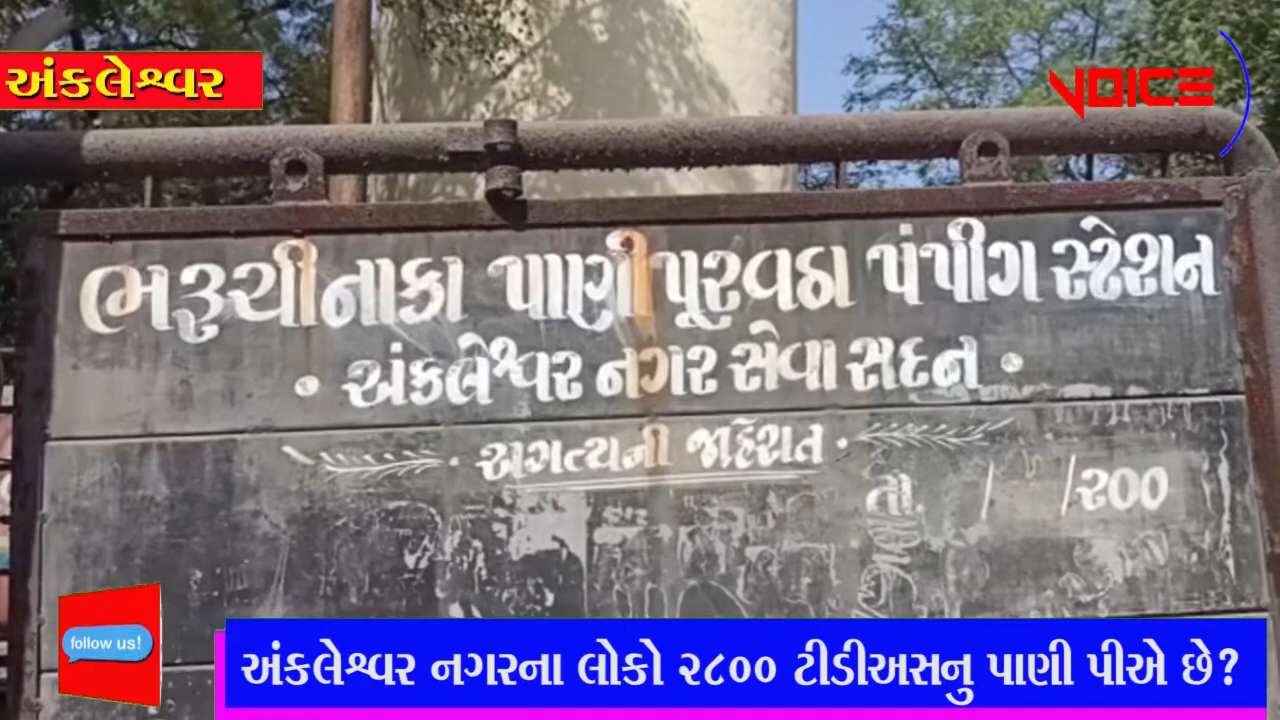 અંકલેશ્વર
VOICE
ભરૂચીનાકા પાણી પૂરવઠા પંપીગ સ્ટેશન
• અંકલેશ્વર નગર સેવા સદન •
• અગત્યની જાહેરાત •
તા. / /૨૦૦
follow us!
અંકલેશ્વર નગરના લોકો ૨૮૦૦ ટીડીઅસનુ પાણી પીએ છે?